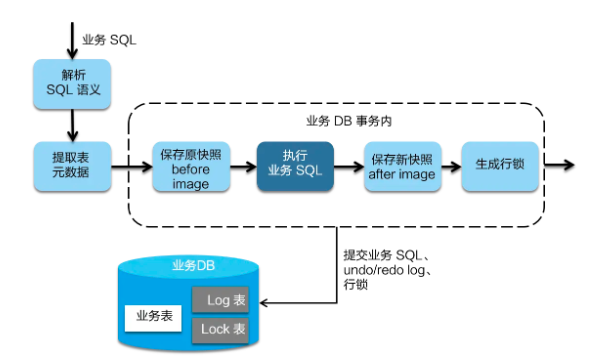 业务 SQL
解析
SQL 语义
业务 DB 事务内
提取表
元数据
保存原快照
before
image
执行
业务 SQL
保存新快照
after image
生成行锁
提交业务 SQL、
undo/redo log、
行锁
业务DB
业务表
Log 表
Lock 表